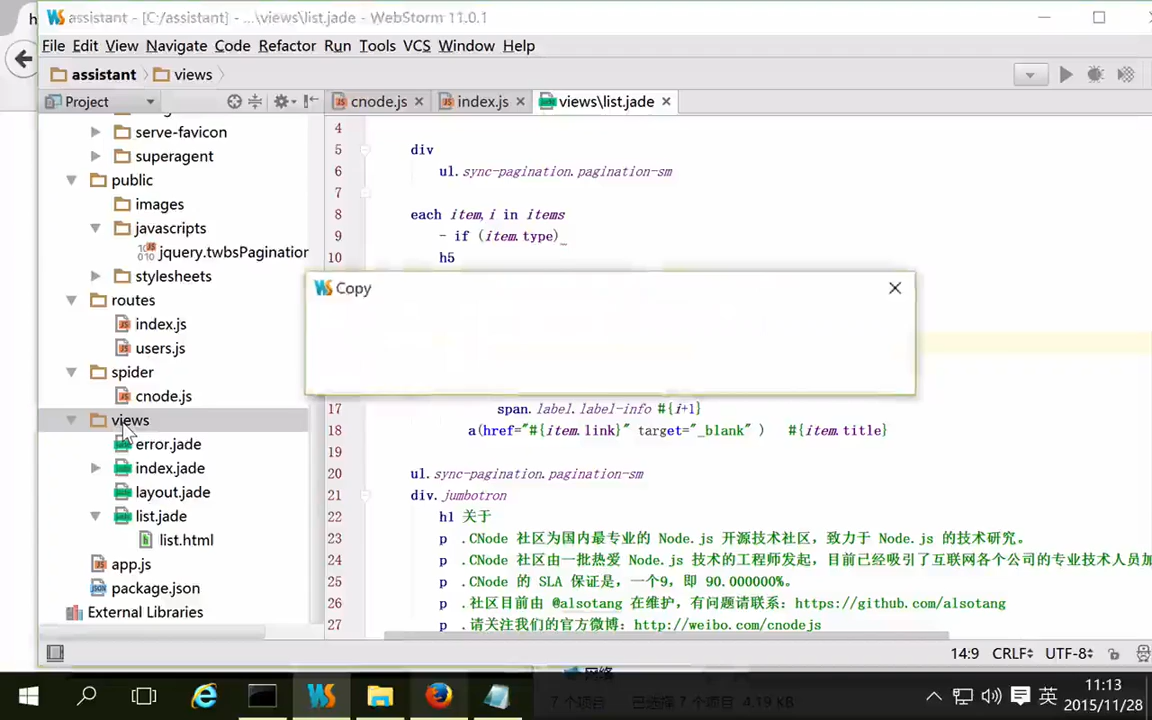 h
assistant - [C:/assistant] - ...\views\list.jade - WebStorm 11.0.1
File Edit View Navigate Code Refactor Run Tools VCS Window Help
assistant views
Project
cnode.js
index.js
views\list.jade
serve-favicon
superagent
public
images
javascripts
jquery.twbsPagination
stylesheets
routes
index.js
users.js
spider
cnode.js
views
error.jade
index.jade
layout.jade
list.jade
list.html
app.js
package.json
External Libraries
4
5 div
6 ul.sync-pagination.pagination-sm
7
8 each item,i in items
9 - if (item.type)_
10 h5
Copy
17 span.label.label-info #{i+1}
18 a(href="#{item.link}" target="_blank" ) #{item.title}
19
20 ul.sync-pagination.pagination-sm
21 div.jumbotron
22 h1 关于
23 p .CNode 社区为国内最专业的 Node.js 开源技术社区，致力于 Node.js 的技术研究。
24 p .CNode 社区由一批热爱 Node.js 技术的工程师发起，目前已经吸引了互联网各个公司的专业技术人员加
25 p .CNode 的 SLA 保证是，一个9，即 90.000000%。
26 p .社区目前由 @alsotang 在维护，有问题请联系：https://github.com/alsotang
27 p .请关注我们的官方微博：http://weibo.com/cnodejs
14:9 CRLF UTF-8
网络
7 个项目 已选择 7 个项目 4.19 KB
英
11:13
2015/11/28